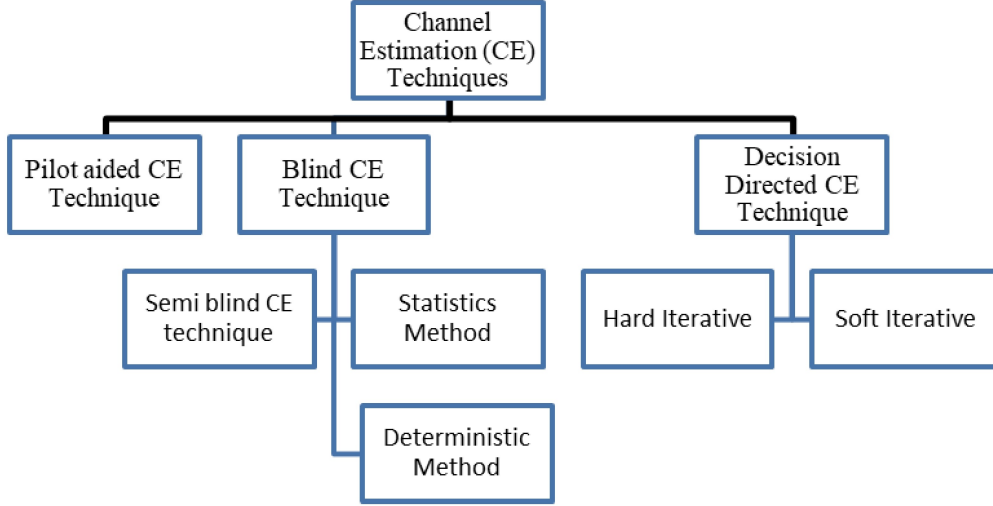 Channel
Estimation (CE)
Techniques
Pilot aided CE
Technique
Blind CE
Technique
Decision
Directed CE
Technique
Semi blind CE
technique
Statistics
Method
Hard Iterative
Soft Iterative
Deterministic
Method